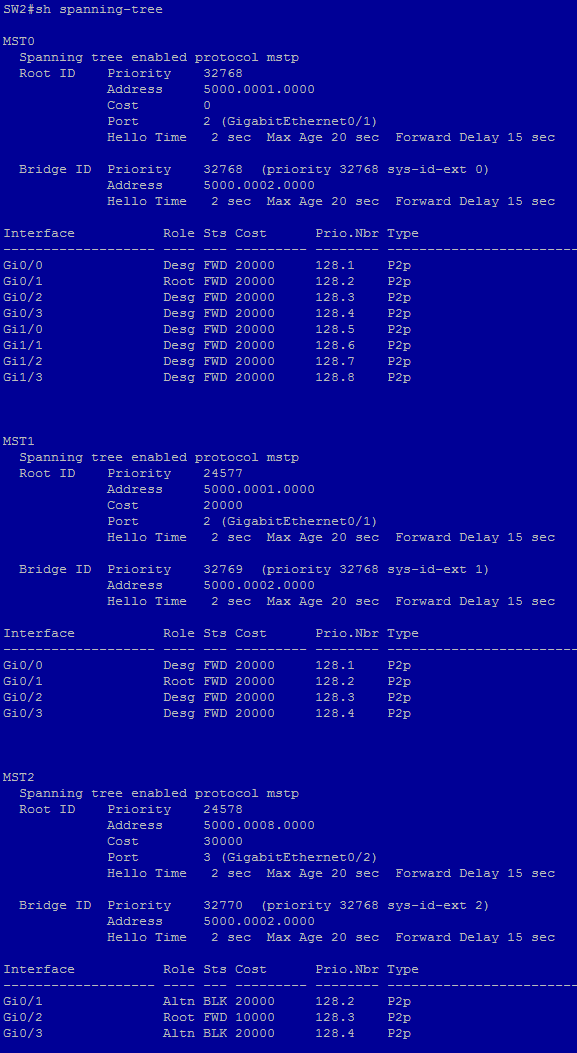 SW2#sh spanning-tree
MST0
  Spanning tree enabled protocol mstp
  Root ID    Priority    32768
             Address     5000.0001.0000
             Cost        0
             Port        2 (GigabitEthernet0/1)
             Hello Time   2 sec  Max Age 20 sec  Forward Delay 15 sec
  Bridge ID  Priority    32768  (priority 32768 sys-id-ext 0)
             Address     5000.0002.0000
             Hello Time   2 sec  Max Age 20 sec  Forward Delay 15 sec
Interface           Role Sts Cost      Prio.Nbr Type
------------------- ---- --- --------- -------- ------------------------
Gi0/0               Desg FWD 20000     128.1    P2p
Gi0/1               Root FWD 20000     128.2    P2p
Gi0/2               Desg FWD 20000     128.3    P2p
Gi0/3               Desg FWD 20000     128.4    P2p
Gi1/0               Desg FWD 20000     128.5    P2p
Gi1/1               Desg FWD 20000     128.6    P2p
Gi1/2               Desg FWD 20000     128.7    P2p
Gi1/3               Desg FWD 20000     128.8    P2p
MST1
  Spanning tree enabled protocol mstp
  Root ID    Priority    24577
             Address     5000.0001.0000
             Cost        20000
             Port        2 (GigabitEthernet0/1)
             Hello Time   2 sec  Max Age 20 sec  Forward Delay 15 sec
  Bridge ID  Priority    32769  (priority 32768 sys-id-ext 1)
             Address     5000.0002.0000
             Hello Time   2 sec  Max Age 20 sec  Forward Delay 15 sec
Interface           Role Sts Cost      Prio.Nbr Type
------------------- ---- --- --------- -------- ------------------------
Gi0/0               Desg FWD 20000     128.1    P2p
Gi0/1               Root FWD 20000     128.2    P2p
Gi0/2               Desg FWD 20000     128.3    P2p
Gi0/3               Desg FWD 20000     128.4    P2p
MST2
  Spanning tree enabled protocol mstp
  Root ID    Priority    24578
             Address     5000.0008.0000
             Cost        30000
             Port        3 (GigabitEthernet0/2)
             Hello Time   2 sec  Max Age 20 sec  Forward Delay 15 sec
  Bridge ID  Priority    32770  (priority 32768 sys-id-ext 2)
             Address     5000.0002.0000
             Hello Time   2 sec  Max Age 20 sec  Forward Delay 15 sec
Interface           Role Sts Cost      Prio.Nbr Type
------------------- ---- --- --------- -------- ------------------------
Gi0/1               Altn BLK 20000     128.2    P2p
Gi0/2               Root FWD 10000     128.3    P2p
Gi0/3               Altn BLK 20000     128.4    P2p